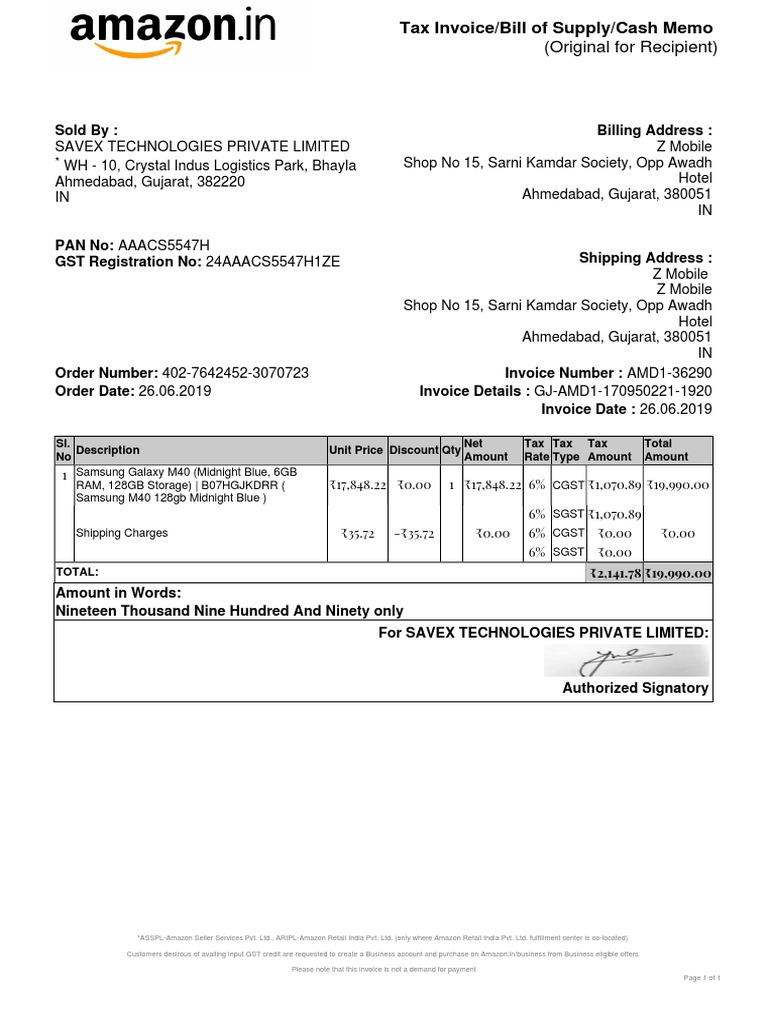 amazon.in
Tax Invoice/Bill of Supply/Cash Memo
(Original for Recipient)
Sold By :
SAVEX TECHNOLOGIES PRIVATE LIMITED
* WH - 10, Crystal Indus Logistics Park, Bhayla
Ahmedabad, Gujarat, 382220
IN
Billing Address :
Z Mobile
Shop No 15, Sarni Kamdar Society, Opp Awadh
Hotel
Ahmedabad, Gujarat, 380051
IN
PAN No: AAACS5547H
GST Registration No: 24AAACS5547H1ZE
Shipping Address :
Z Mobile
Z Mobile
Shop No 15, Sarni Kamdar Society, Opp Awadh
Hotel
Ahmedabad, Gujarat, 380051
IN
Order Number: 402-7642452-3070723
Order Date: 26.06.2019
Invoice Number : AMD1-36290
Invoice Details : GJ-AMD1-170950221-1920
Invoice Date : 26.06.2019
Sl. No Description Unit Price Discount Qty Net Amount Tax Rate Tax Type Tax Amount Total Amount
1 Samsung Galaxy M40 (Midnight Blue, 6GB
RAM, 128GB Storage) | B07HGJKDRR ( ₹17,848.22 ₹0.00 1 ₹17,848.22 6% CGST ₹1,070.89 ₹19,990.00
Samsung M40 128gb Midnight Blue )
6% SGST ₹1,070.89
Shipping Charges ₹35.72 -₹35.72 ₹0.00 6% CGST ₹0.00 ₹0.00
6% SGST ₹0.00
TOTAL: ₹2,141.78 ₹19,990.00
Amount in Words:
Nineteen Thousand Nine Hundred And Ninety only
For SAVEX TECHNOLOGIES PRIVATE LIMITED:
Authorized Signatory
*ASSPL-Amazon Seller Services Pvt. Ltd., ARIPL-Amazon Retail India Pvt. Ltd. (only where Amazon Retail India Pvt. Ltd. fulfillment center is co-located)
Customers desirous of availing input GST credit are requested to create a Business account and purchase on Amazon.in/business from Business eligible offers
Please note that this invoice is not a demand for payment
Page 1 of 1